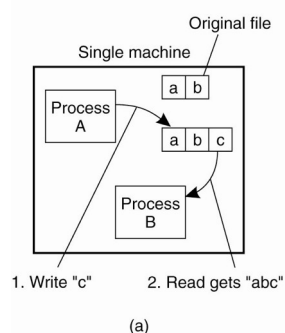 Original file
Single machine
a b
Process
A
a b c
Process
B
1. Write "c"
2. Read gets "abc"
(a)